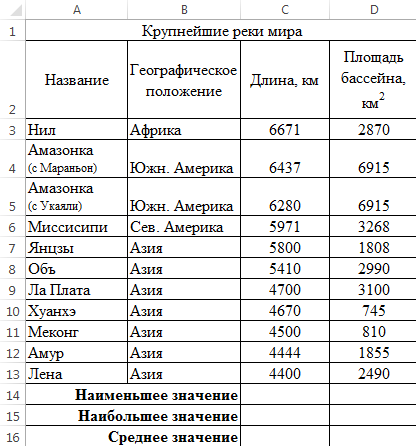 A B C D
1 Крупнейшие реки мира
2 Название Географическое положение Длина, км Площадь бассейна, км²
3 Нил Африка 6671 2870
4 Амазонка (с Мараньон) Южн. Америка 6437 6915
5 Амазонка (с Укаяли) Южн. Америка 6280 6915
6 Миссисипи Сев. Америка 5971 3268
7 Янцзы Азия 5800 1808
8 Объ Азия 5410 2990
9 Ла Плата Азия 4700 3100
10 Хуанхэ Азия 4670 745
11 Меконг Азия 4500 810
12 Амур Азия 4444 1855
13 Лена Азия 4400 2490
14 Наименьшее значение
15 Наибольшее значение
16 Среднее значение